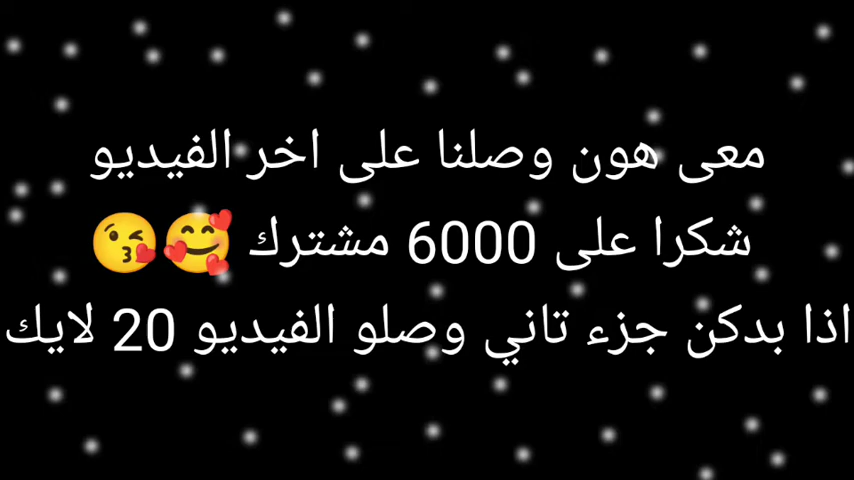 معى هون وصلنا على اخر الفيديو
شكرا على 6000 مشترك 🥰😘
اذا بدكن جزء تاني وصلو الفيديو 20 لايك